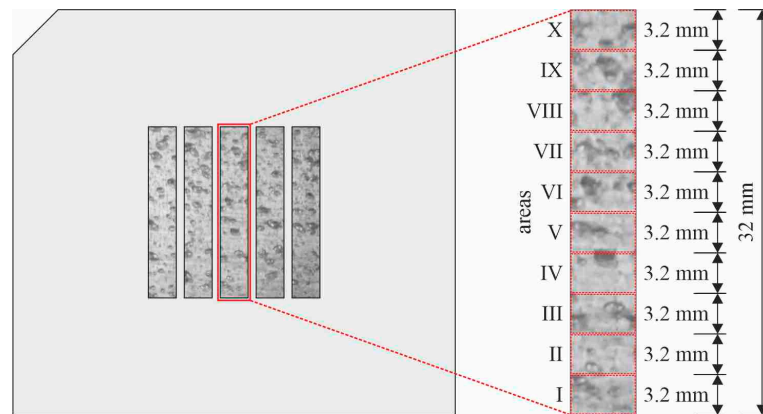 X 3.2 mm
IX 3.2 mm
VIII 3.2 mm
VII 3.2 mm
VI 3.2 mm
V 3.2 mm
IV 3.2 mm
III 3.2 mm
II 3.2 mm
I 3.2 mm
areas
32 mm